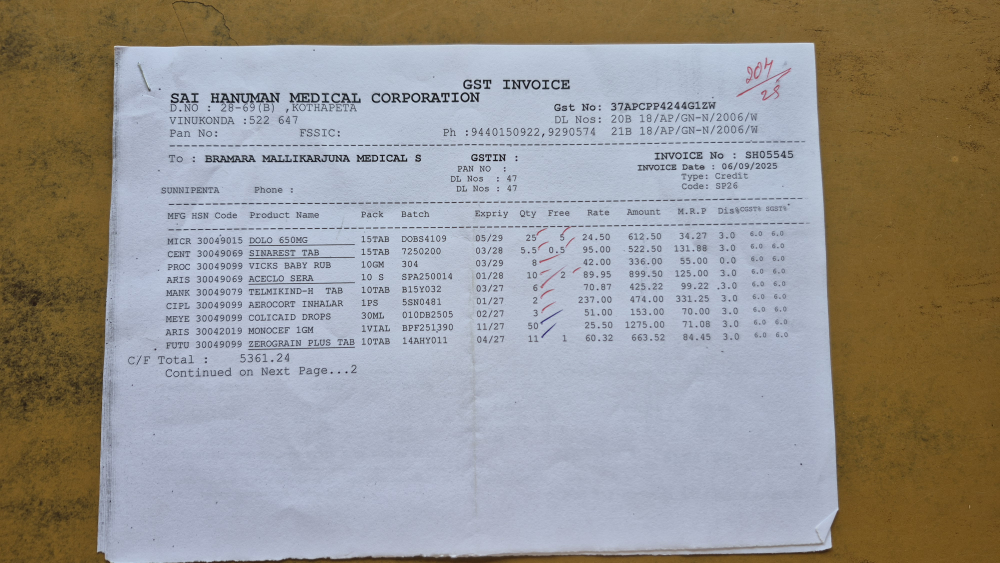 GST INVOICE
SAI HANUMAN MEDICAL CORPORATION
D.NO : 28-69(B) ,KOTHAPETA Gst No: 37APCPP4244G1ZW
VINUKONDA :522 647 DL Nos: 20B 18/AP/GN-N/2006/W
Pan No: FSSIC: Ph :9440150922,9290574 21B 18/AP/GN-N/2006/W
To : BRAMARA MALLIKARJUNA MEDICAL S GSTIN : INVOICE No : SH05545
PAN NO : INVOICE Date : 06/09/2025
DL Nos : 47 Type: Credit
SUNNIPENTA Phone : DL Nos : 47 Code: SP26
MFG HSN Code Product Name Pack Batch Expriy Qty Free Rate Amount M.R.P Dis% CGST% SGST%
MICR 30049015 DOLO 650MG 15TAB DOBS4109 05/29 25 5 24.50 612.50 34.27 3.0 6.0 6.0
CENT 30049069 SINAREST TAB 15TAB 7250200 03/28 5.5 0.5 95.00 522.50 131.88 3.0 6.0 6.0
PROC 30049099 VICKS BABY RUB 10GM 304 03/29 8 42.00 336.00 55.00 0.0 6.0 6.0
ARIS 30049069 ACECLO SERA 10 S SPA250014 01/28 10 2 89.95 899.50 125.00 3.0 6.0 6.0
MANK 30049079 TELMIKIND-H TAB 10TAB B15Y032 03/27 6 70.87 425.22 99.22 .3.0 6.0 6.0
CIPL 30049099 AEROCORT INHALAR 1PS 5SN0481 01/27 2 237.00 474.00 331.25 3.0 6.0 6.0
MEYE 30049099 COLICAID DROPS 30ML 010DB2505 02/27 3 51.00 153.00 70.00 3.0 6.0 6.0
ARIS 30042019 MONOCEF 1GM 1VIAL BPF251390 11/27 50 25.50 1275.00 71.08 3.0 6.0 6.0
FUTU 30049099 ZEROGRAIN PLUS TAB 10TAB 14AHY011 04/27 11 1 60.32 663.52 84.45 3.0 6.0 6.0
C/F Total : 5361.24
Continued on Next Page...2